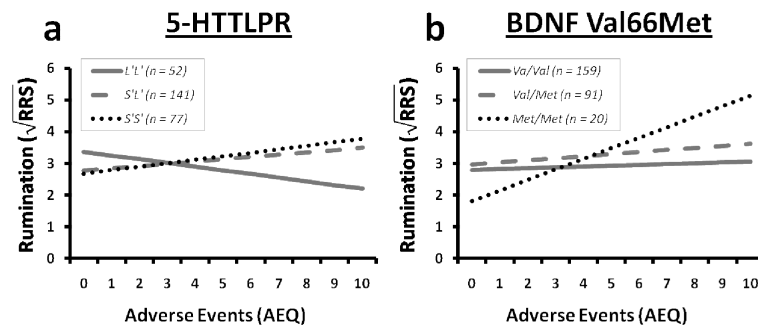 a
5-HTTLPR
Rumination (√RRS)
6
5
4
3
2
1
0
L'L' (n = 52)
S'L' (n = 141)
S'S' (n = 77)
0 1 2 3 4 5 6 7 8 9 10
Adverse Events (AEQ)
b
BDNF Val66Met
Rumination (√RRS)
6
5
4
3
2
1
0
Va/Val (n = 159)
Val/Met (n = 91)
Met/Met (n = 20)
0 1 2 3 4 5 6 7 8 9 10
Adverse Events (AEQ)